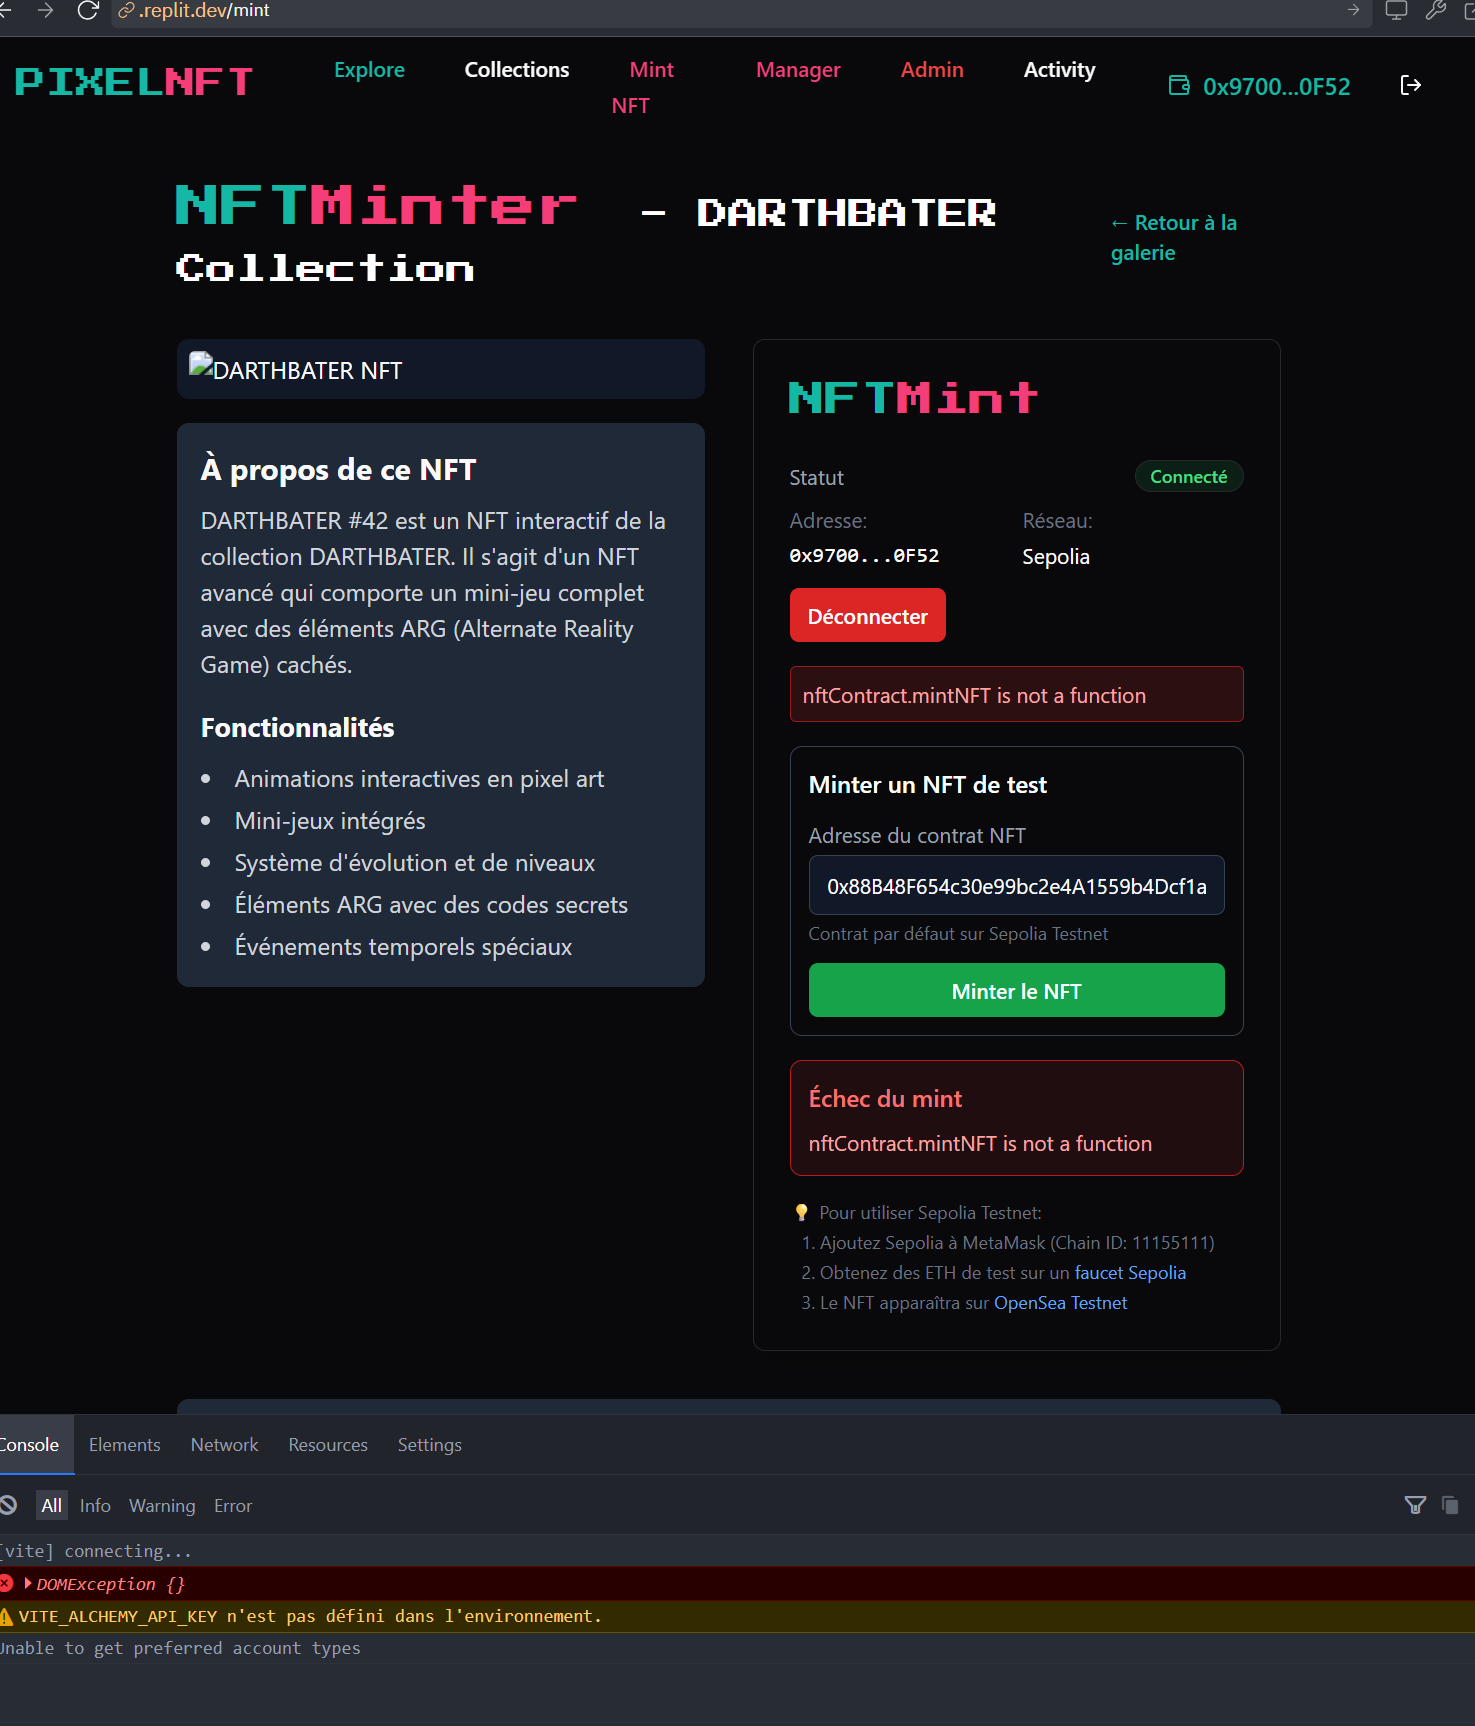 .replit.dev/mint
PIXELNFT
Explore
Collections
Mint
NFT
Manager
Admin
Activity
0x9700...0F52
NFTMinter - DARTHBATER
Collection
← Retour à la
galerie
DARTHBATER NFT
À propos de ce NFT
DARTHBATER #42 est un NFT interactif de la
collection DARTHBATER. Il s'agit d'un NFT
avancé qui comporte un mini-jeu complet
avec des éléments ARG (Alternate Reality
Game) cachés.
Fonctionnalités
Animations interactives en pixel art
Mini-jeux intégrés
Système d'évolution et de niveaux
Éléments ARG avec des codes secrets
Événements temporels spéciaux
NFTMint
Statut
Connecté
Adresse:
0x9700...0F52
Réseau:
Sepolia
Déconnecter
nftContract.mintNFT is not a function
Minter un NFT de test
Adresse du contrat NFT
0x88B48F654c30e99bc2e4A1559b4Dcf1a
Contrat par défaut sur Sepolia Testnet
Minter le NFT
Échec du mint
nftContract.mintNFT is not a function
💡 Pour utiliser Sepolia Testnet:
1. Ajoutez Sepolia à MetaMask (Chain ID: 11155111)
2. Obtenez des ETH de test sur un faucet Sepolia
3. Le NFT apparaîtra sur OpenSea Testnet
Console
Elements
Network
Resources
Settings
All
Info
Warning
Error
[vite] connecting...
DOMException {}
VITE_ALCHEMY_API_KEY n'est pas défini dans l'environnement.
Unable to get preferred account types